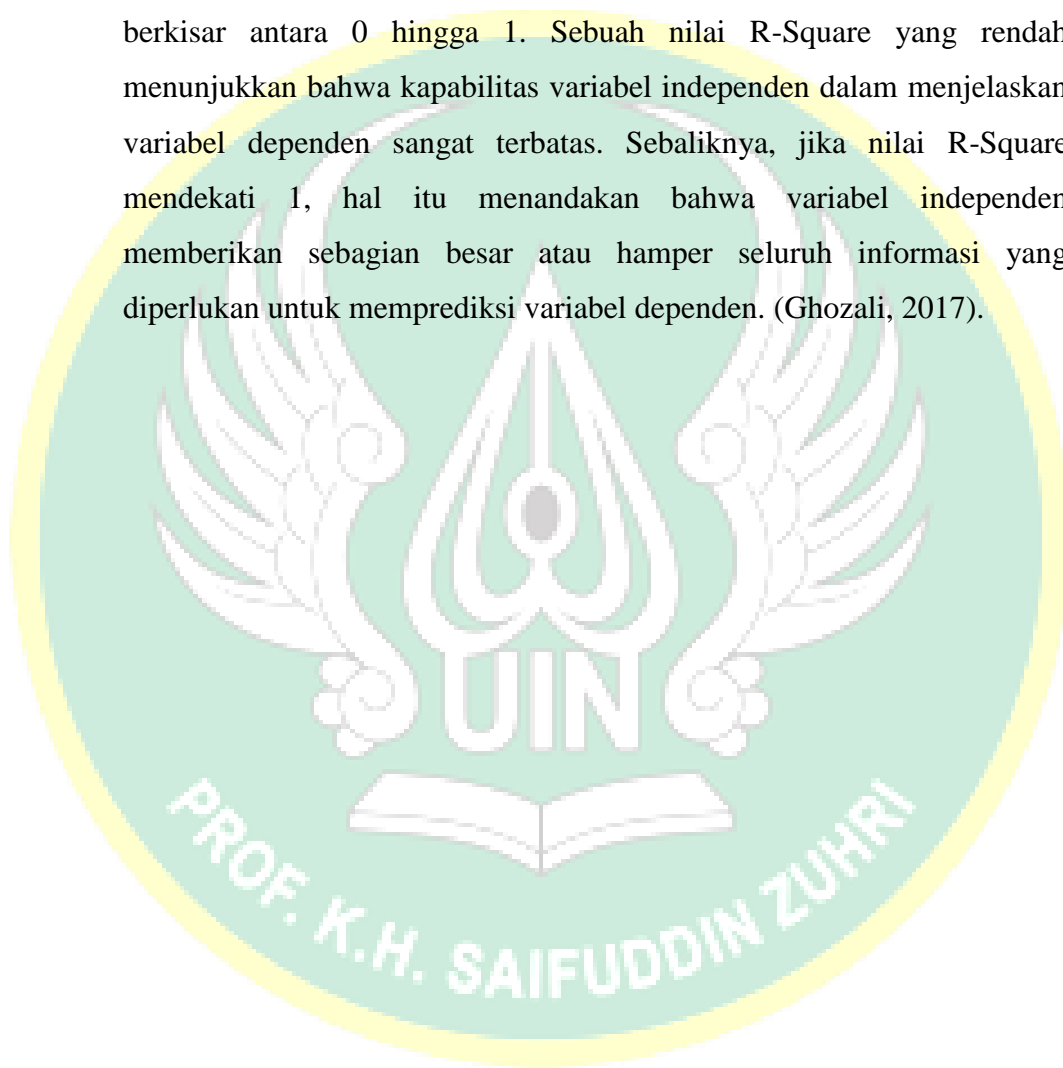 berkisar antara 0 hingga 1. Sebuah nilai R-Square yang rendah
menunjukkan bahwa kapabilitas variabel independen dalam menjelaskan
variabel dependen sangat terbatas. Sebaliknya, jika nilai R-Square
mendekati 1, hal itu menandakan bahwa variabel independen
memberikan sebagian besar atau hamper seluruh informasi yang
diperlukan untuk memprediksi variabel dependen. (Ghozali, 2017).
UIN
PROF. K.H. SAIFUDDIN ZUHRI